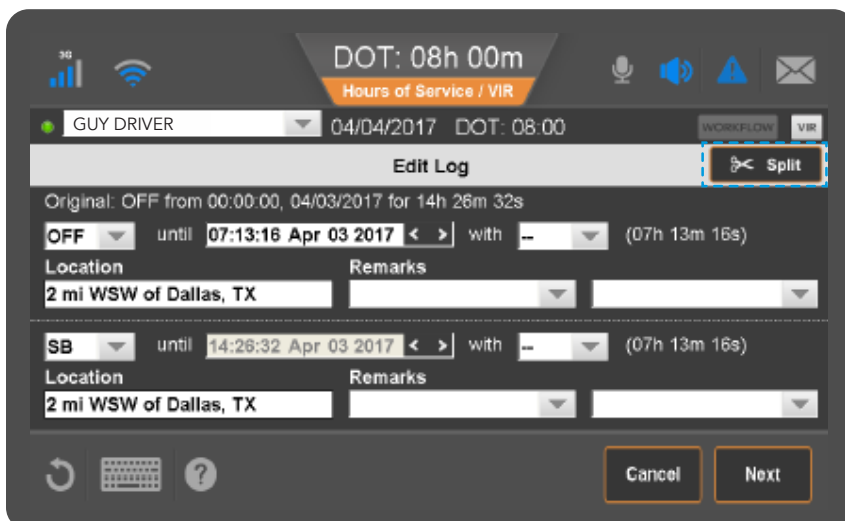 3G
DOT: 08h 00m
Hours of Service / VIR
GUY DRIVER 04/04/2017 DOT: 08:00 WORKFLOW VIR
Edit Log Split
Original: OFF from 00:00:00, 04/03/2017 for 14h 26m 32s
OFF until 07:13:16 Apr 03 2017 < > with -- (07h 13m 16s)
Location Remarks
2 mi WSW of Dallas, TX
SB until 14:26:32 Apr 03 2017 < > with -- (07h 13m 16s)
Location Remarks
2 mi WSW of Dallas, TX
? Cancel Next